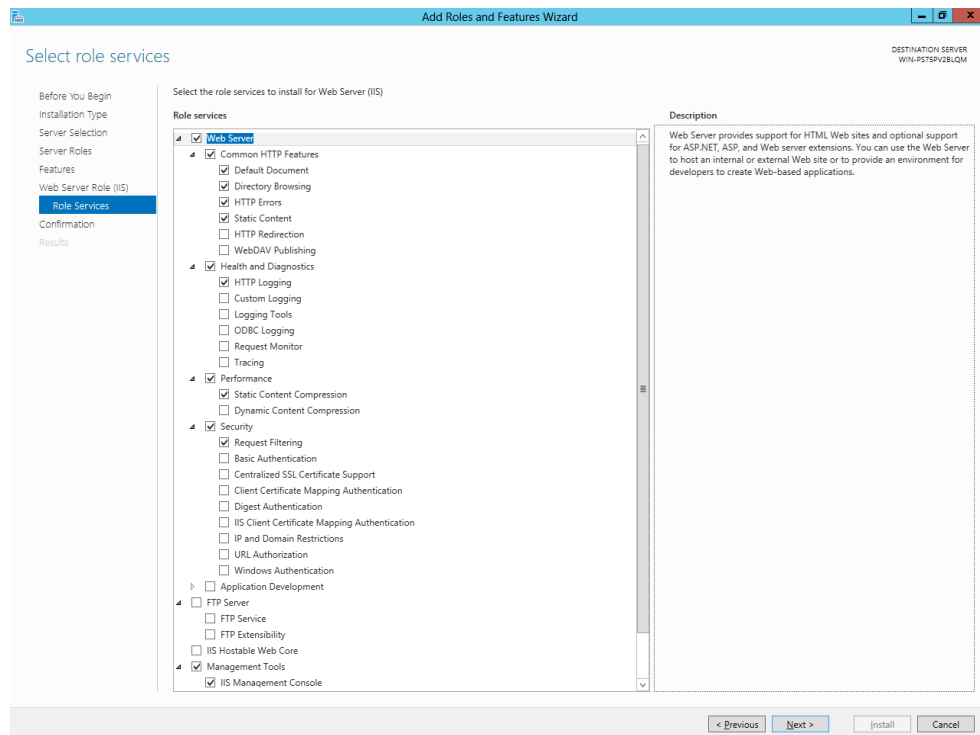 Add Roles and Features Wizard
Select role services
DESTINATION SERVER
WIN-PS75PV2BLQM
Before You Begin
Installation Type
Server Selection
Server Roles
Features
Web Server Role (IIS)
Role Services
Confirmation
Results
Select the role services to install for Web Server (IIS)
Role services
Web Server
Common HTTP Features
Default Document
Directory Browsing
HTTP Errors
Static Content
HTTP Redirection
WebDAV Publishing
Health and Diagnostics
HTTP Logging
Custom Logging
Logging Tools
ODBC Logging
Request Monitor
Tracing
Performance
Static Content Compression
Dynamic Content Compression
Security
Request Filtering
Basic Authentication
Centralized SSL Certificate Support
Client Certificate Mapping Authentication
Digest Authentication
IIS Client Certificate Mapping Authentication
IP and Domain Restrictions
URL Authorization
Windows Authentication
Application Development
FTP Server
FTP Service
FTP Extensibility
IIS Hostable Web Core
Management Tools
IIS Management Console
Description
Web Server provides support for HTML Web sites and optional support
for ASP.NET, ASP, and Web server extensions. You can use the Web Server
to host an internal or external Web site or to provide an environment for
developers to create Web-based applications.
< Previous
Next >
Install
Cancel